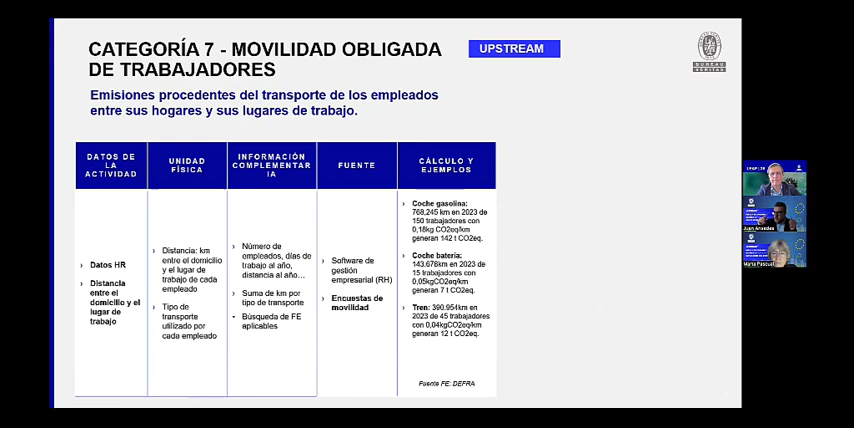 CATEGORÍA 7 - MOVILIDAD OBLIGADA
DE TRABAJADORES
UPSTREAM
BUREAU
VERITAS
Emisiones procedentes del transporte de los empleados
entre sus hogares y sus lugares de trabajo.
DATOS DE
LA
ACTIVIDAD
UNIDAD
FÍSICA
INFORMACIÓN
COMPLEMENTAR
IA
FUENTE
CÁLCULO Y
EJEMPLOS
› Datos HR
› Distancia
entre el
domicilio y el
lugar de
trabajo
› Distancia: km
entre el domicilio
y el lugar de
trabajo de cada
empleado
› Tipo de
transporte
utilizado por
cada empleado
› Número de
empleados, días de
trabajo al año,
distancia al año…
› Suma de km por
tipo de transporte
• Búsqueda de FE
aplicables
› Software de
gestión
empresarial (RH)
› Encuestas de
movilidad
› Coche gasolina:
768,245 km en 2023 de
150 trabajadores con
0,18kg CO2eq/km
generan 142 t CO2eq.
› Coche bateria:
143.678km en 2023 de
15 trabajadores con
0,05kgCO2eq/km
generan 7 t CO2eq.
› Tren: 390.954km en
2023 de 45 trabajadores
con 0,04kgCO2eq/km
generan 12 t CO2eq.
Fuente FE: DEFRA
Maria Pascual